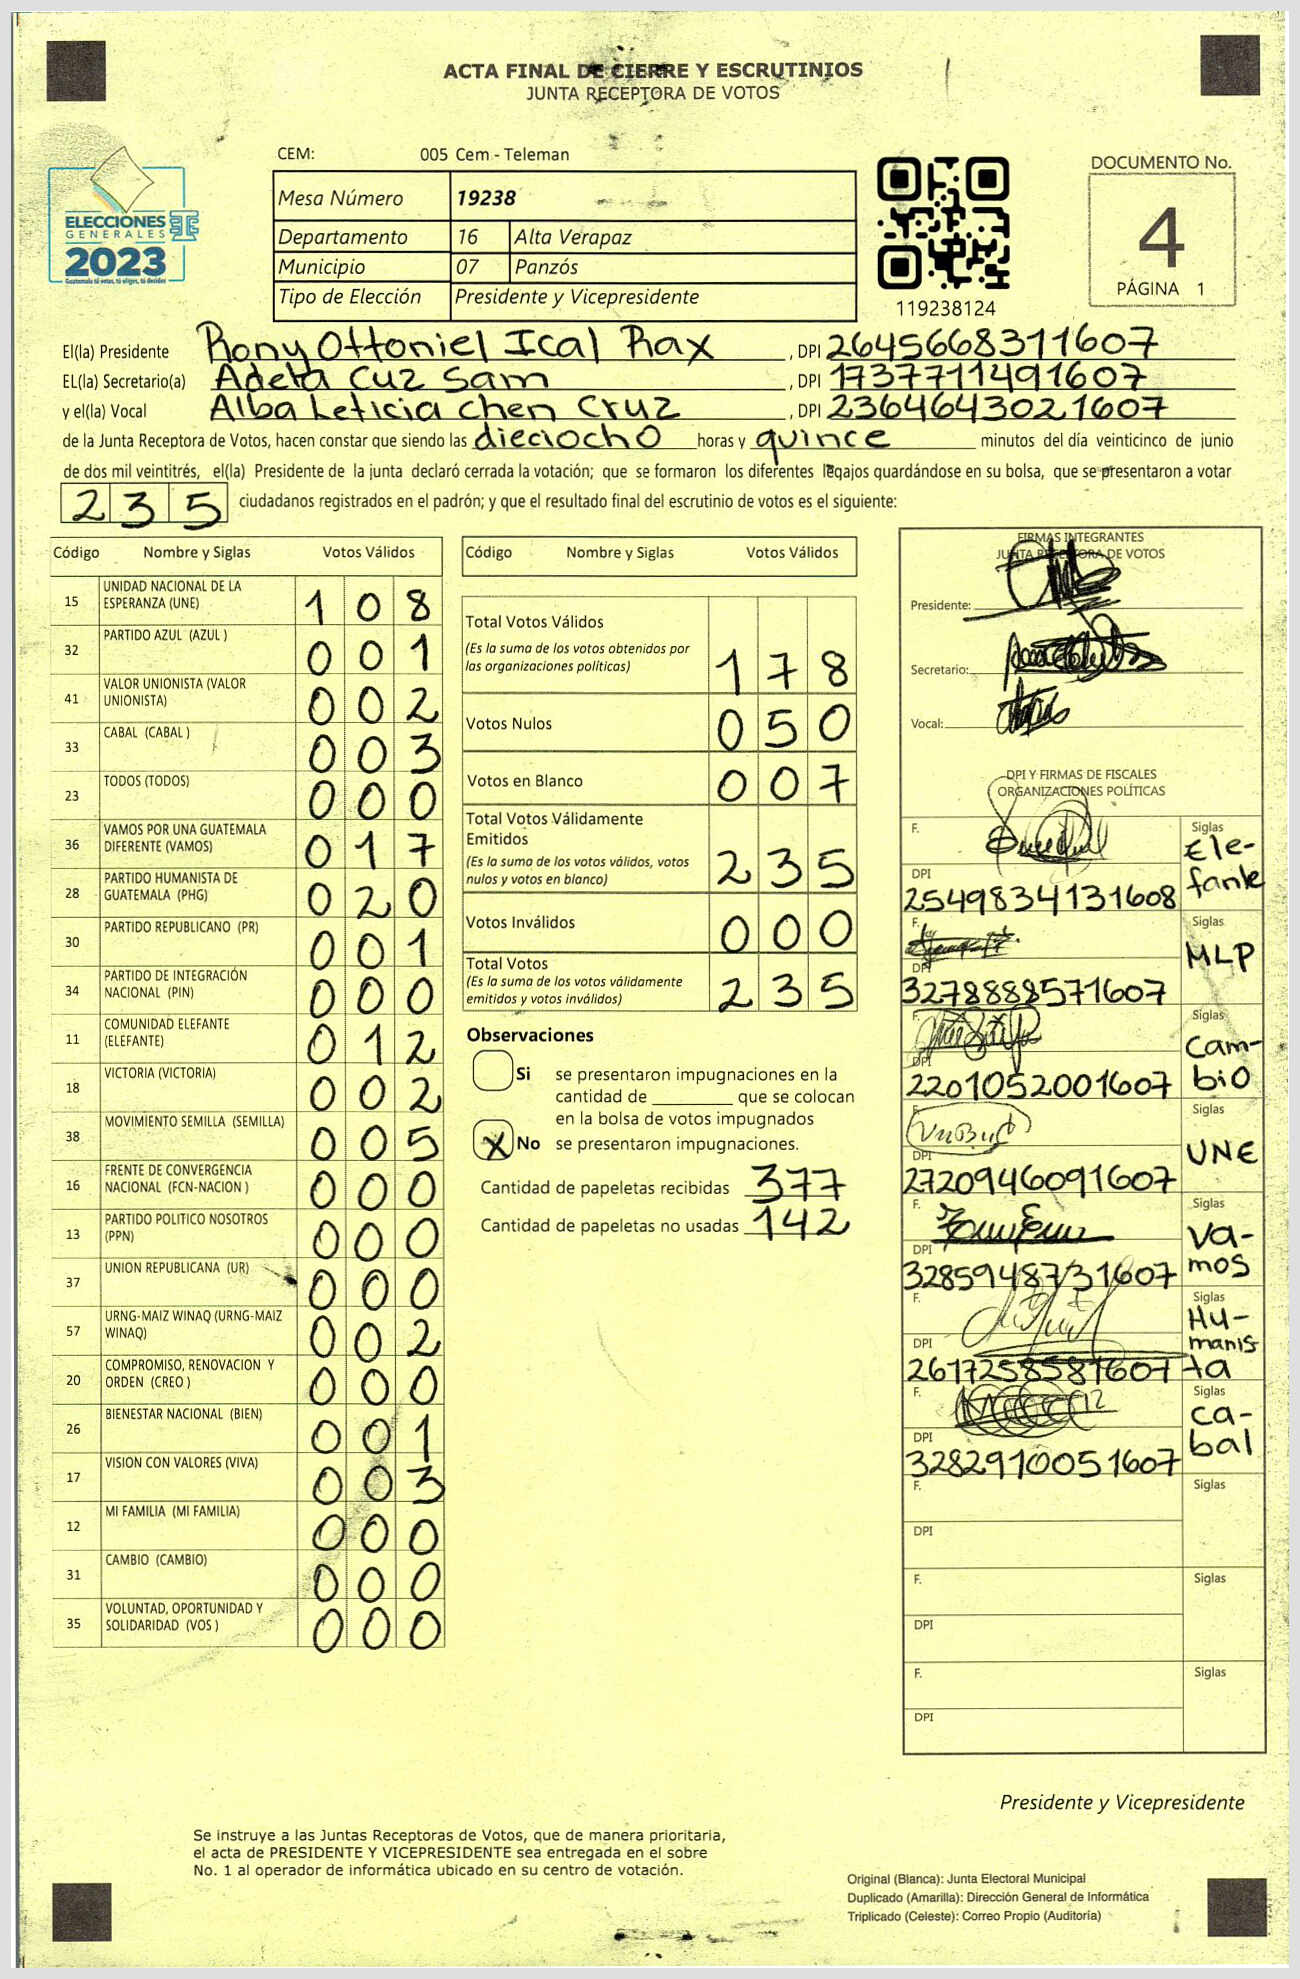 ACTA FINAL DE CIERRE Y ESCRUTINIOS
JUNTA RECEPTORA DE VOTOS
CEM: 005 Cem - Teleman
Mesa Número 19238
Departamento 16 Alta Verapaz
Municipio 07 Panzós
Tipo de Elección Presidente y Vicepresidente
ELECCIONES
GENERALES
2023
Guatemala tú votas, tú eliges, tú decides
119238124
DOCUMENTO No.
4
PÁGINA 1
El(la) Presidente Rony Ottoniel Ical Rax, DPI 2645668311607
EL(la) Secretario(a) Adela Cuz Sam, DPI 1737711491607
y el(la) Vocal Alba Leticia Chen Cruz, DPI 2364643021607
de la Junta Receptora de Votos, hacen constar que siendo las dieciocho horas y quince minutos del día veinticinco de junio
de dos mil veintitrés, el(la) Presidente de la junta declaró cerrada la votación; que se formaron los diferentes legajos guardándose en su bolsa, que se presentaron a votar
235 ciudadanos registrados en el padrón; y que el resultado final del escrutinio de votos es el siguiente:
Código Nombre y Siglas Votos Válidos
15 UNIDAD NACIONAL DE LA ESPERANZA (UNE) 108
32 PARTIDO AZUL (AZUL ) 001
41 VALOR UNIONISTA (VALOR UNIONISTA) 002
33 CABAL (CABAL ) 003
23 TODOS (TODOS) 000
36 VAMOS POR UNA GUATEMALA DIFERENTE (VAMOS) 017
28 PARTIDO HUMANISTA DE GUATEMALA (PHG) 020
30 PARTIDO REPUBLICANO (PR) 001
34 PARTIDO DE INTEGRACIÓN NACIONAL (PIN) 000
11 COMUNIDAD ELEFANTE (ELEFANTE) 012
18 VICTORIA (VICTORIA) 002
38 MOVIMIENTO SEMILLA (SEMILLA) 005
16 FRENTE DE CONVERGENCIA NACIONAL (FCN-NACION ) 000
13 PARTIDO POLITICO NOSOTROS (PPN) 000
37 UNION REPUBLICANA (UR) 000
57 URNG-MAIZ WINAQ (URNG-MAIZ WINAQ) 002
20 COMPROMISO, RENOVACION Y ORDEN (CREO ) 000
26 BIENESTAR NACIONAL (BIEN) 001
17 VISION CON VALORES (VIVA) 003
12 MI FAMILIA (MI FAMILIA) 000
31 CAMBIO (CAMBIO) 000
35 VOLUNTAD, OPORTUNIDAD Y SOLIDARIDAD (VOS ) 000
Código Nombre y Siglas Votos Válidos
Total Votos Válidos
(Es la suma de los votos obtenidos por
las organizaciones políticas) 178
Votos Nulos 050
Votos en Blanco 007
Total Votos Válidamente
Emitidos
(Es la suma de los votos válidos, votos
nulos y votos en blanco) 235
Votos Inválidos 000
Total Votos
(Es la suma de los votos válidamente
emitidos y votos inválidos) 235
Observaciones
Si se presentaron impugnaciones en la
cantidad de ________ que se colocan
en la bolsa de votos impugnados
X No se presentaron impugnaciones.
Cantidad de papeletas recibidas 377
Cantidad de papeletas no usadas 142
FIRMAS INTEGRANTES
JUNTA RECEPTORA DE VOTOS
Presidente:
Secretario:
Vocal:
DPI Y FIRMAS DE FISCALES
ORGANIZACIONES POLÍTICAS
F. Siglas Elefante
DPI 2549834131608
F. Siglas MLP
DPI 3278888571607
F. Siglas Cambio
DPI 2201052001607
F. Siglas UNE
DPI 2720946091607
F. Siglas Vamos
DPI 3285948731607
F. Siglas Humanista
DPI 2617258581607
F. Siglas Cabal
DPI 3282910051607
F. Siglas
DPI
F. Siglas
DPI
F. Siglas
DPI
Presidente y Vicepresidente
Se instruye a las Juntas Receptoras de Votos, que de manera prioritaria,
el acta de PRESIDENTE Y VICEPRESIDENTE sea entregada en el sobre
No. 1 al operador de informática ubicado en su centro de votación.
Original (Blanca): Junta Electoral Municipal
Duplicado (Amarilla): Dirección General de Informática
Triplicado (Celeste): Correo Propio (Auditoría)